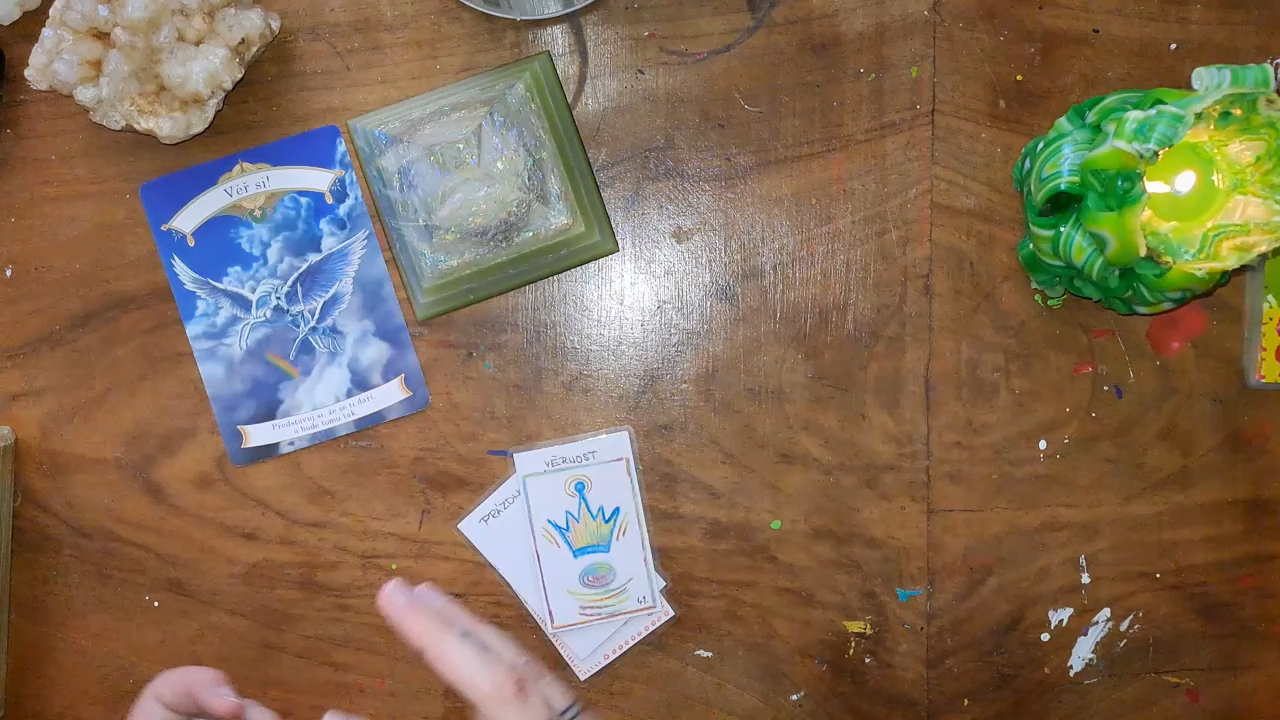 Věř si!
Představuj si, že se ti daří,
a bude tomu tak.
VĚRNOST
41.